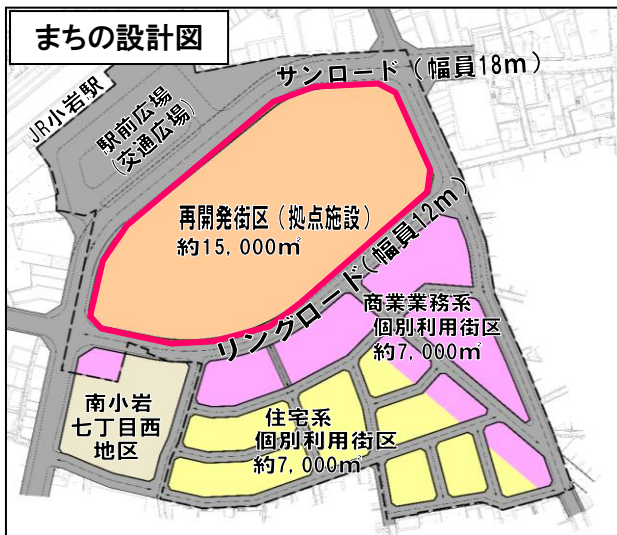 まちの設計図
サンロード（幅員18ｍ）
JR小岩駅
駅前広場
(交通広場)
再開発街区（拠点施設）
約15,000㎡
リングロード(幅員12ｍ)
商業業務系
個別利用街区
約7,000㎡
南小岩
七丁目西
地区
住宅系
個別利用街区
約7,000㎡